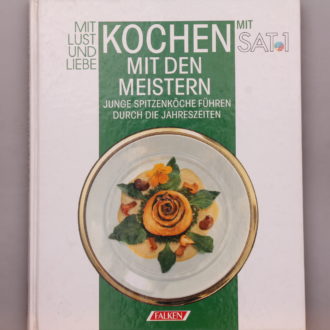 MIT
LUST
UND
LIEBE
KOCHEN
MIT
SAT.1
MIT DEN
MEISTERN
JUNGE SPITZENKÖCHE FÜHREN
DURCH DIE JAHRESZEITEN
FALKEN